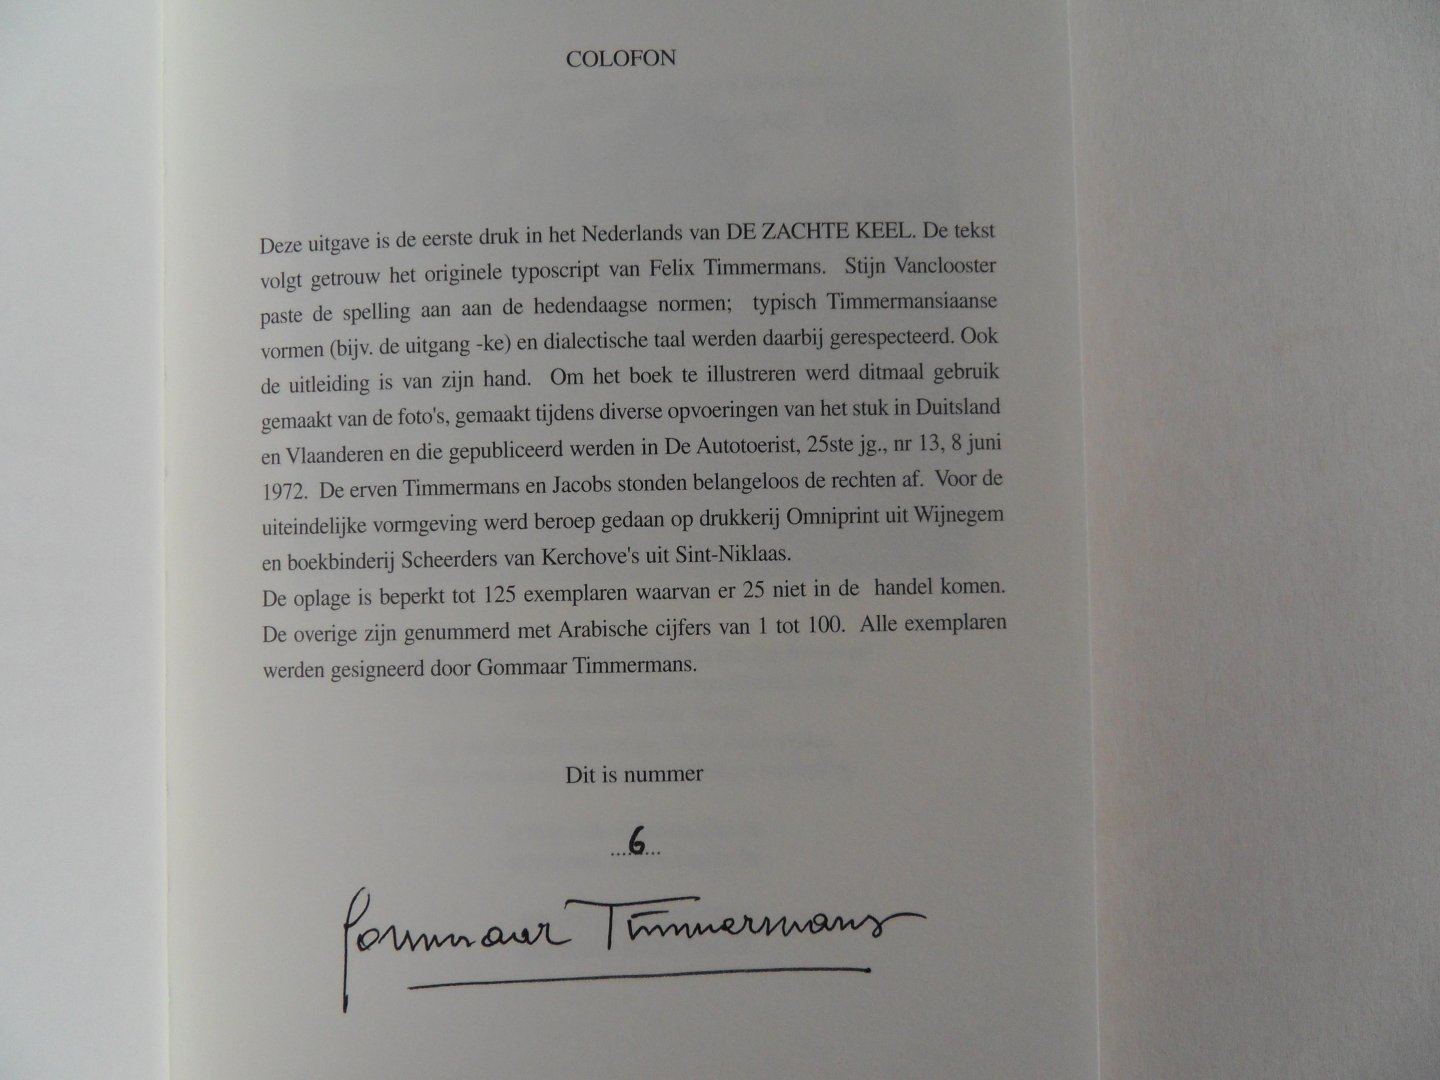 COLOFON
Deze uitgave is de eerste druk in het Nederlands van DE ZACHTE KEEL. De tekst
volgt getrouw het originele typoscript van Felix Timmermans. Stijn Vanclooster
paste de spelling aan aan de hedendaagse normen; typisch Timmermansiaanse
vormen (bijv. de uitgang -ke) en dialectische taal werden daarbij gerespecteerd. Ook
de uitleiding is van zijn hand. Om het boek te illustreren werd ditmaal gebruik
gemaakt van de foto's, gemaakt tijdens diverse opvoeringen van het stuk in Duitsland
en Vlaanderen en die gepubliceerd werden in De Autotoerist, 25ste jg., nr 13, 8 juni
1972. De erven Timmermans en Jacobs stonden belangeloos de rechten af. Voor de
uiteindelijke vormgeving werd beroep gedaan op drukkerij Omniprint uit Wijnegem
en boekbinderij Scheerders van Kerchove's uit Sint-Niklaas.
De oplage is beperkt tot 125 exemplaren waarvan er 25 niet in de handel komen.
De overige zijn genummerd met Arabische cijfers van 1 tot 100. Alle exemplaren
werden gesigneerd door Gommaar Timmermans.
Dit is nummer
....6...
Gommaar Timmermans